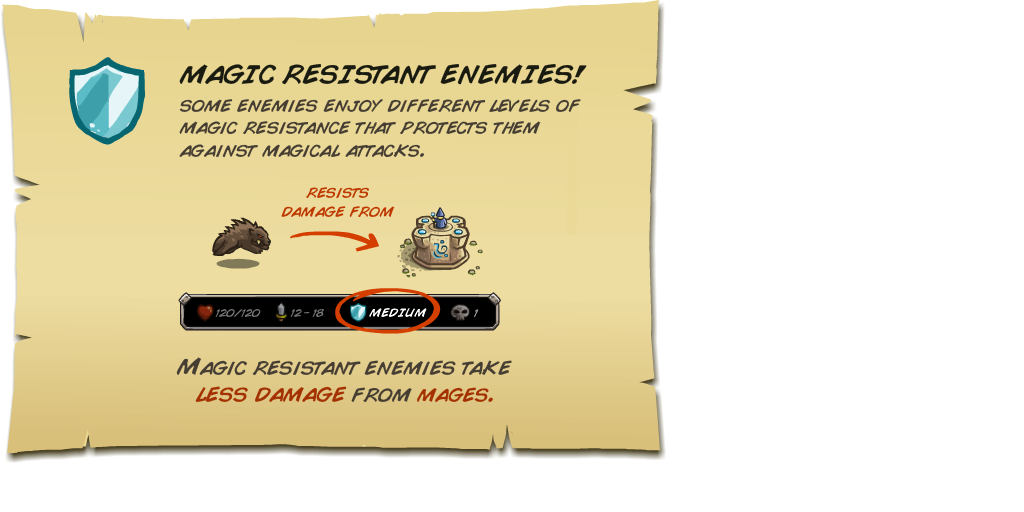 MAGIC RESISTANT ENEMIES!
SOME ENEMIES ENJOY DIFFERENT LEVELS OF
MAGIC RESISTANCE THAT PROTECTS THEM
AGAINST MAGICAL ATTACKS.
RESISTS
DAMAGE FROM
120/120 12-18 MEDIUM 1
MAGIC RESISTANT ENEMIES TAKE
LESS DAMAGE FROM MAGES.